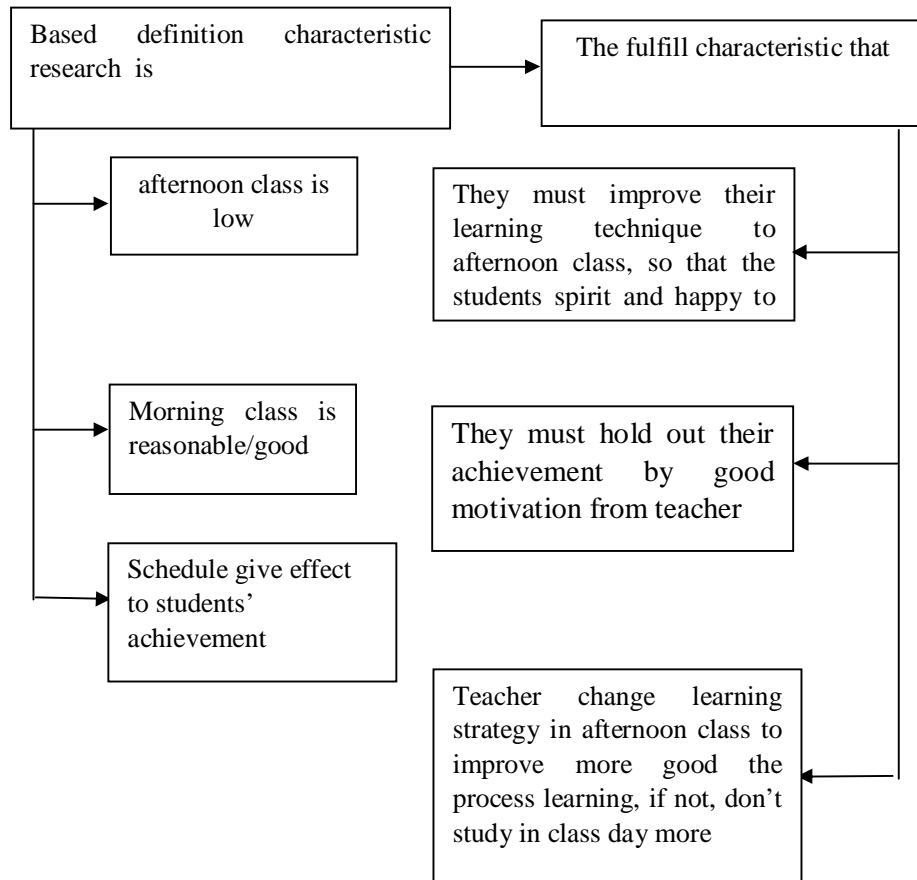 Based definition characteristic
research is
The fulfill characteristic that
afternoon class is
low
They must improve their
learning technique to
afternoon class, so that the
students spirit and happy to
Morning class is
reasonable/good
They must hold out their
achievement by good
motivation from teacher
Schedule give effect
to students’
achievement
Teacher change learning
strategy in afternoon class to
improve more good the
process learning, if not, don’t
study in class day more